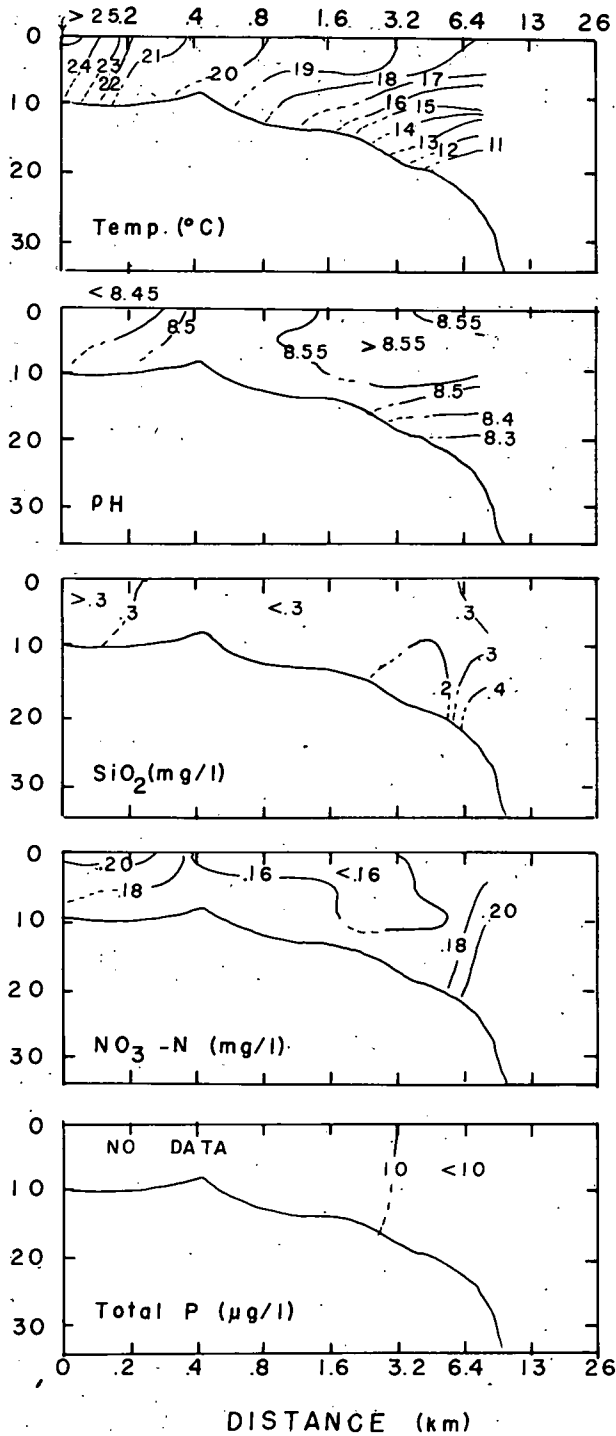 > 25.2 .4 .8 1.6 3.2 6.4 13 26
0
24 23 21 20 19 18 17
22 16 15
10 14
13 12 11
20
Temp. (°C)
30
< 8.45
0 8.5 8.55
8.55 > 8.55
10 8.5
8.4
20 8.3
pH
30
0
>.3 .3 <.3 .3
10
.3
.2 .4
20
SiO2(mg/l)
30
0 .20 <.16
.18 .16
10 .20
.18
20
NO3-N (mg/l)
30
0
NO DATA
10 <10
10
20
Total P (µg/l)
30
0 .2 .4 .8 1.6 3.2 6.4 13 26
DISTANCE (km)